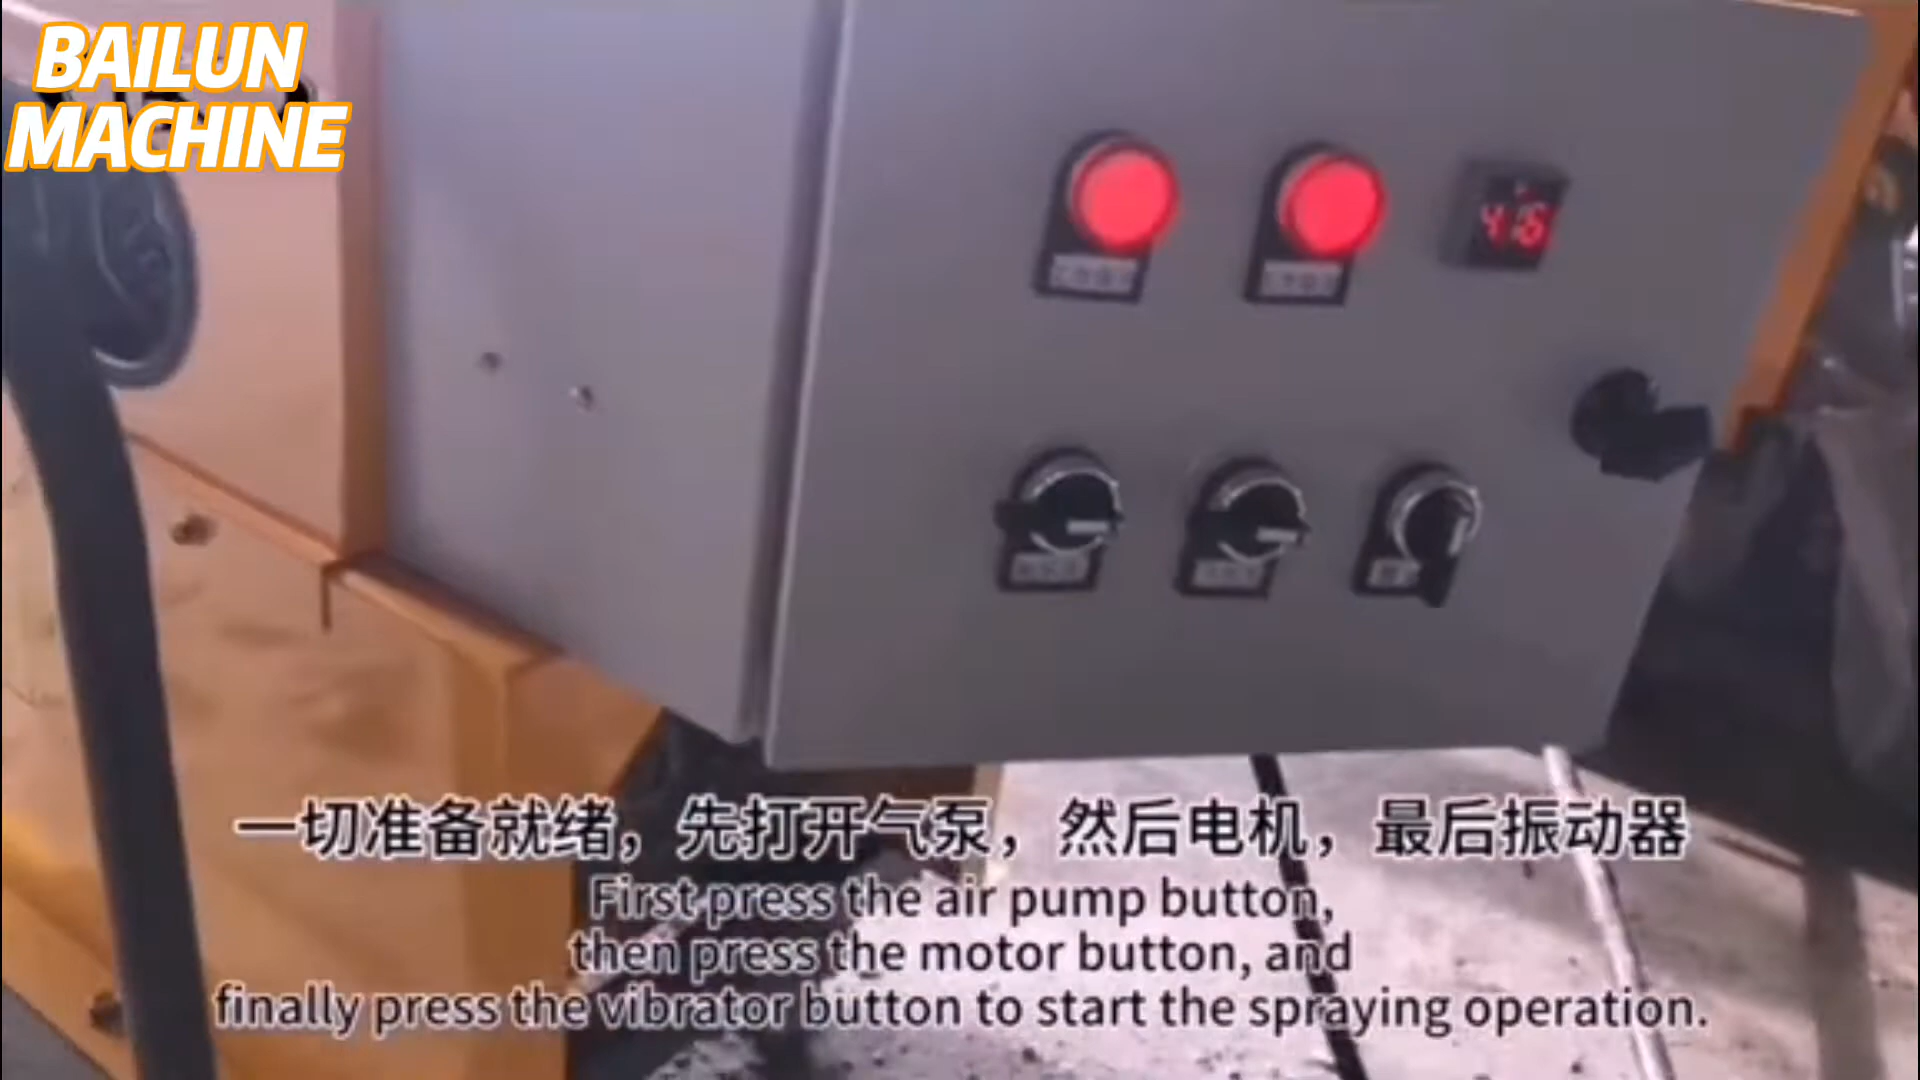 BAILUN
MACHINE
416
一切准备就绪，先打开气泵，然后电机，最后振动器
First press the air pump button,
then press the motor button, and
finally press the vibrator button to start the spraying operation.